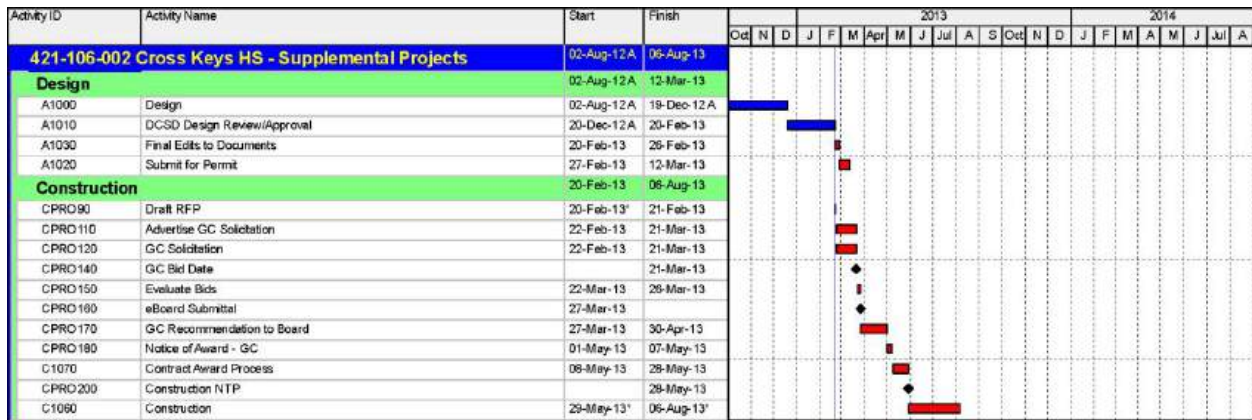 Activity ID Activity Name Start Finish 2013 2014
Oct N D J F M Apr M J Jul A S Oct N D J F M A M J Jul A
421-106-002 Cross Keys HS - Supplemental Projects 02-Aug-12 A 06-Aug-13
Design 02-Aug-12 A 12-Mar-13
A1000 Design 02-Aug-12 A 19-Dec-12 A
A1010 DCSD Design Review/Approval 20-Dec-12 A 20-Feb-13
A1030 Final Edits to Documents 20-Feb-13 26-Feb-13
A1020 Submit for Permit 27-Feb-13 12-Mar-13
Construction 20-Feb-13 06-Aug-13
CPRO90 Draft RFP 20-Feb-13* 21-Feb-13
CPRO110 Advertise GC Solicitation 22-Feb-13 21-Mar-13
CPRO120 GC Solicitation 22-Feb-13 21-Mar-13
CPRO140 GC Bid Date 21-Mar-13
CPRO150 Evaluate Bids 22-Mar-13 26-Mar-13
CPRO160 eBoard Submittal 27-Mar-13
CPRO170 GC Recommendation to Board 27-Mar-13 30-Apr-13
CPRO180 Notice of Award - GC 01-May-13 07-May-13
C1070 Contract Award Process 08-May-13 28-May-13
CPRO200 Construction NTP 28-May-13
C1060 Construction 29-May-13* 06-Aug-13*